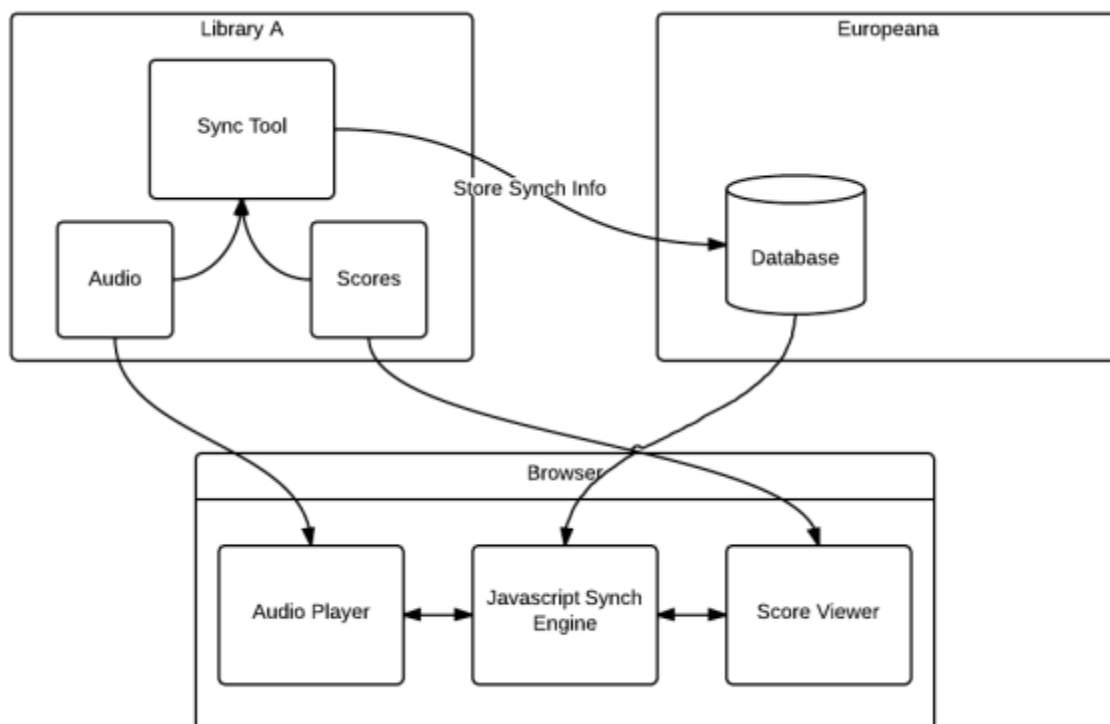 Library A
Europeana
Sync Tool
Store Synch Info
Audio
Scores
Database
Browser
Audio Player
Javascript Synch
Engine
Score Viewer